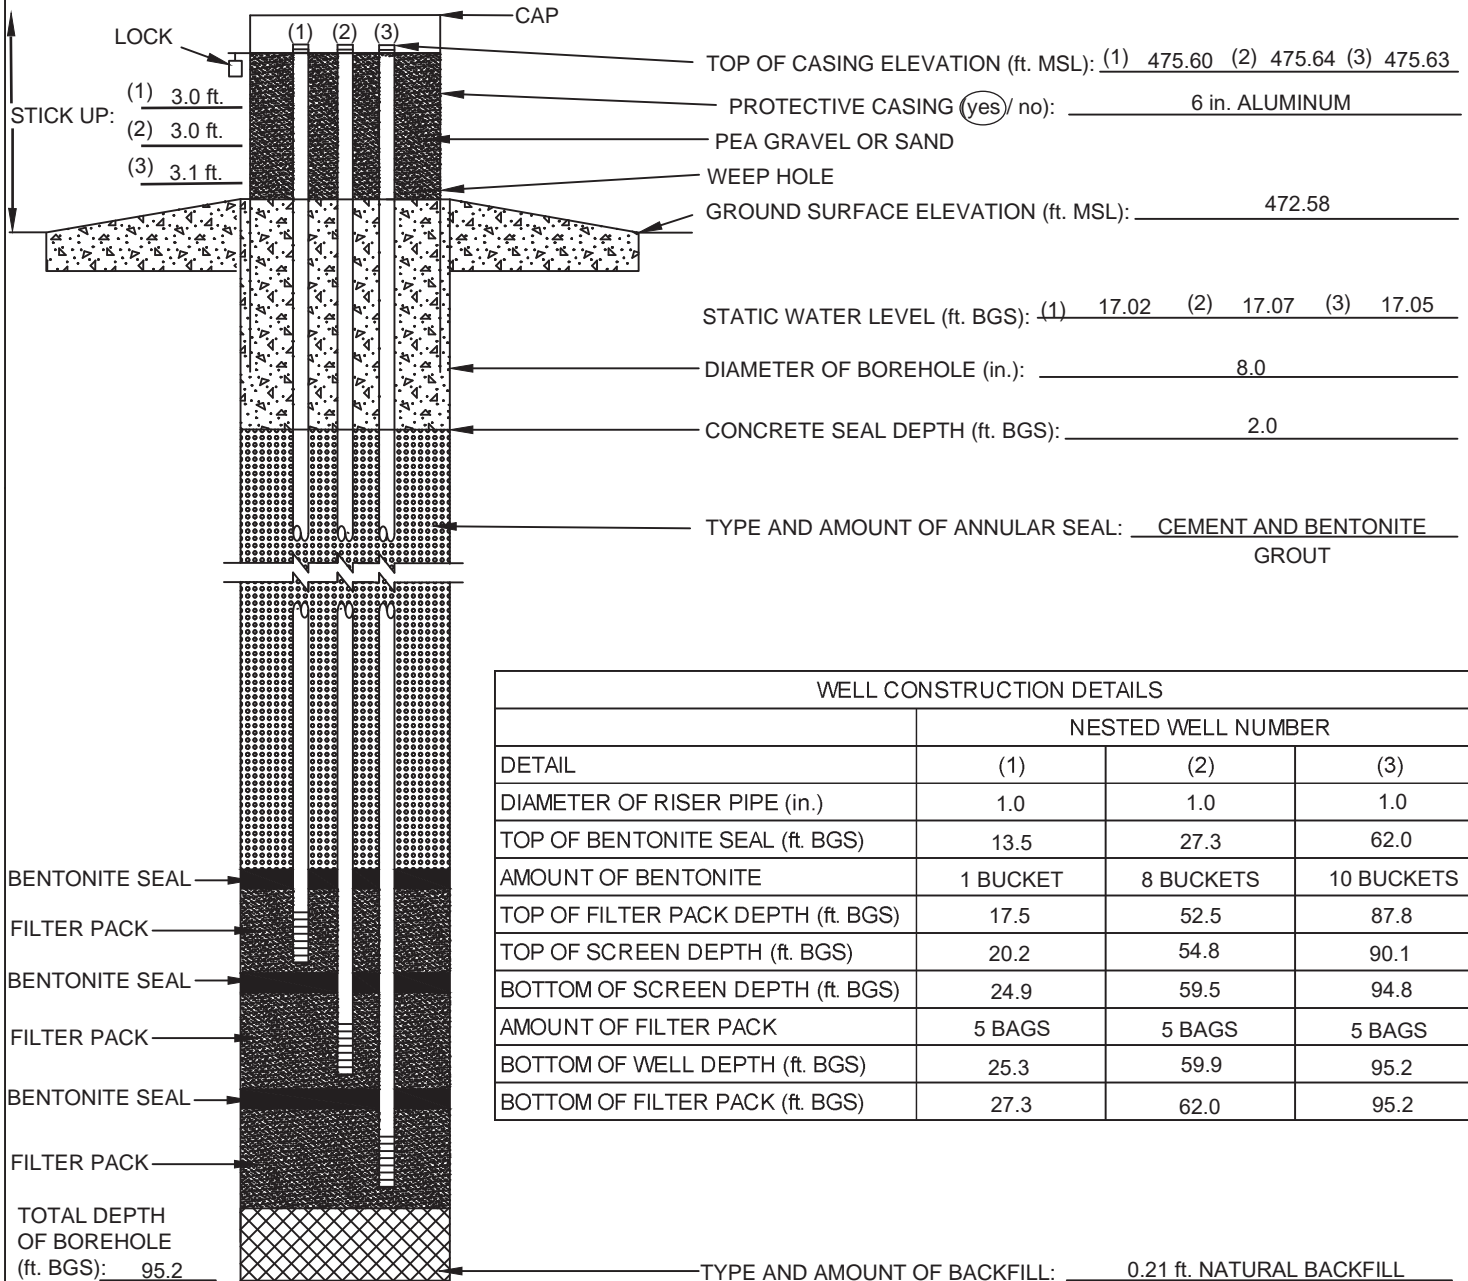 CAP
(1) (2) (3)
LOCK
TOP OF CASING ELEVATION (ft. MSL): (1) 475.60 (2) 475.64 (3) 475.63
STICK UP:
(1) 3.0 ft.
(2) 3.0 ft.
(3) 3.1 ft.
PROTECTIVE CASING (yes / no): 6 in. ALUMINUM
PEA GRAVEL OR SAND
WEEP HOLE
GROUND SURFACE ELEVATION (ft. MSL): 472.58
STATIC WATER LEVEL (ft. BGS): (1) 17.02 (2) 17.07 (3) 17.05
DIAMETER OF BOREHOLE (in.): 8.0
CONCRETE SEAL DEPTH (ft. BGS): 2.0
TYPE AND AMOUNT OF ANNULAR SEAL: CEMENT AND BENTONITE
GROUT
WELL CONSTRUCTION DETAILS
NESTED WELL NUMBER
DETAIL (1) (2) (3)
DIAMETER OF RISER PIPE (in.) 1.0 1.0 1.0
TOP OF BENTONITE SEAL (ft. BGS) 13.5 27.3 62.0
AMOUNT OF BENTONITE 1 BUCKET 8 BUCKETS 10 BUCKETS
TOP OF FILTER PACK DEPTH (ft. BGS) 17.5 52.5 87.8
TOP OF SCREEN DEPTH (ft. BGS) 20.2 54.8 90.1
BOTTOM OF SCREEN DEPTH (ft. BGS) 24.9 59.5 94.8
AMOUNT OF FILTER PACK 5 BAGS 5 BAGS 5 BAGS
BOTTOM OF WELL DEPTH (ft. BGS) 25.3 59.9 95.2
BOTTOM OF FILTER PACK (ft. BGS) 27.3 62.0 95.2
BENTONITE SEAL
FILTER PACK
BENTONITE SEAL
FILTER PACK
BENTONITE SEAL
FILTER PACK
TOTAL DEPTH
OF BOREHOLE
(ft. BGS): 95.2
TYPE AND AMOUNT OF BACKFILL: 0.21 ft. NATURAL BACKFILL